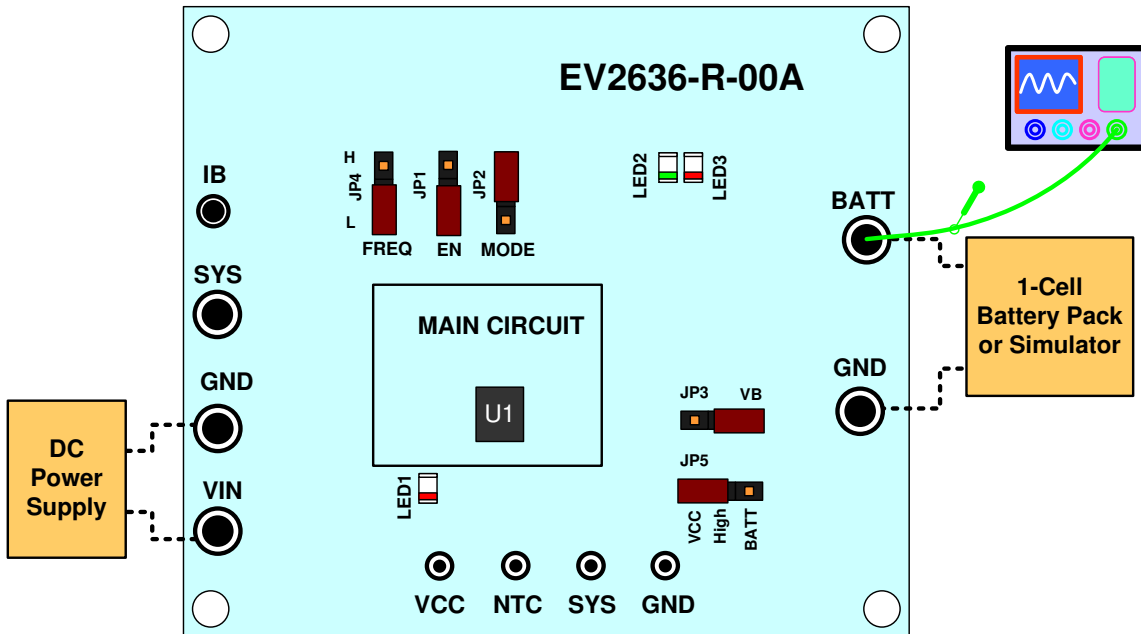 EV2636-R-00A
IB
SYS
GND
VIN
DC
Power
Supply
H
JP4
L
FREQ
JP1
EN
JP2
MODE
LED2
LED3
BATT
1-Cell
Battery Pack
or Simulator
GND
MAIN CIRCUIT
U1
LED1
JP3
VB
JP5
VCC
High
BATT
VCC
NTC
SYS
GND